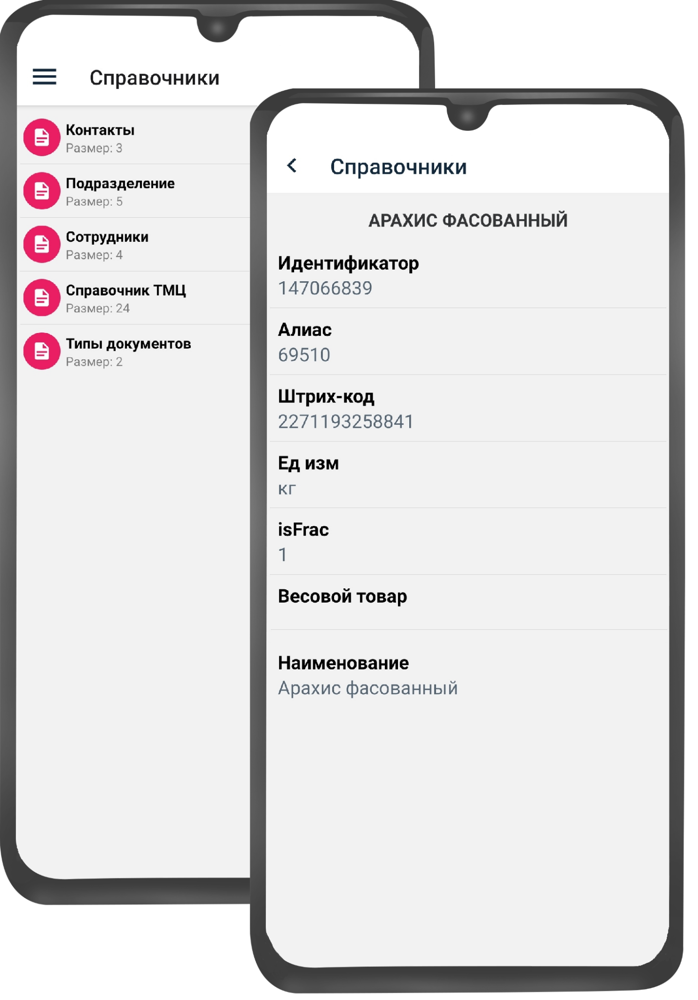 Справочники
Контакты
Размер: 3
Подразделение
Размер: 5
Сотрудники
Размер: 4
Справочник ТМЦ
Размер: 24
Типы документов
Размер: 2
Справочники
АРАХИС ФАСОВАННЫЙ
Идентификатор
147066839
Алиас
69510
Штрих-код
2271193258841
Ед изм
кг
isFrac
1
Весовой товар
Наименование
Арахис фасованный